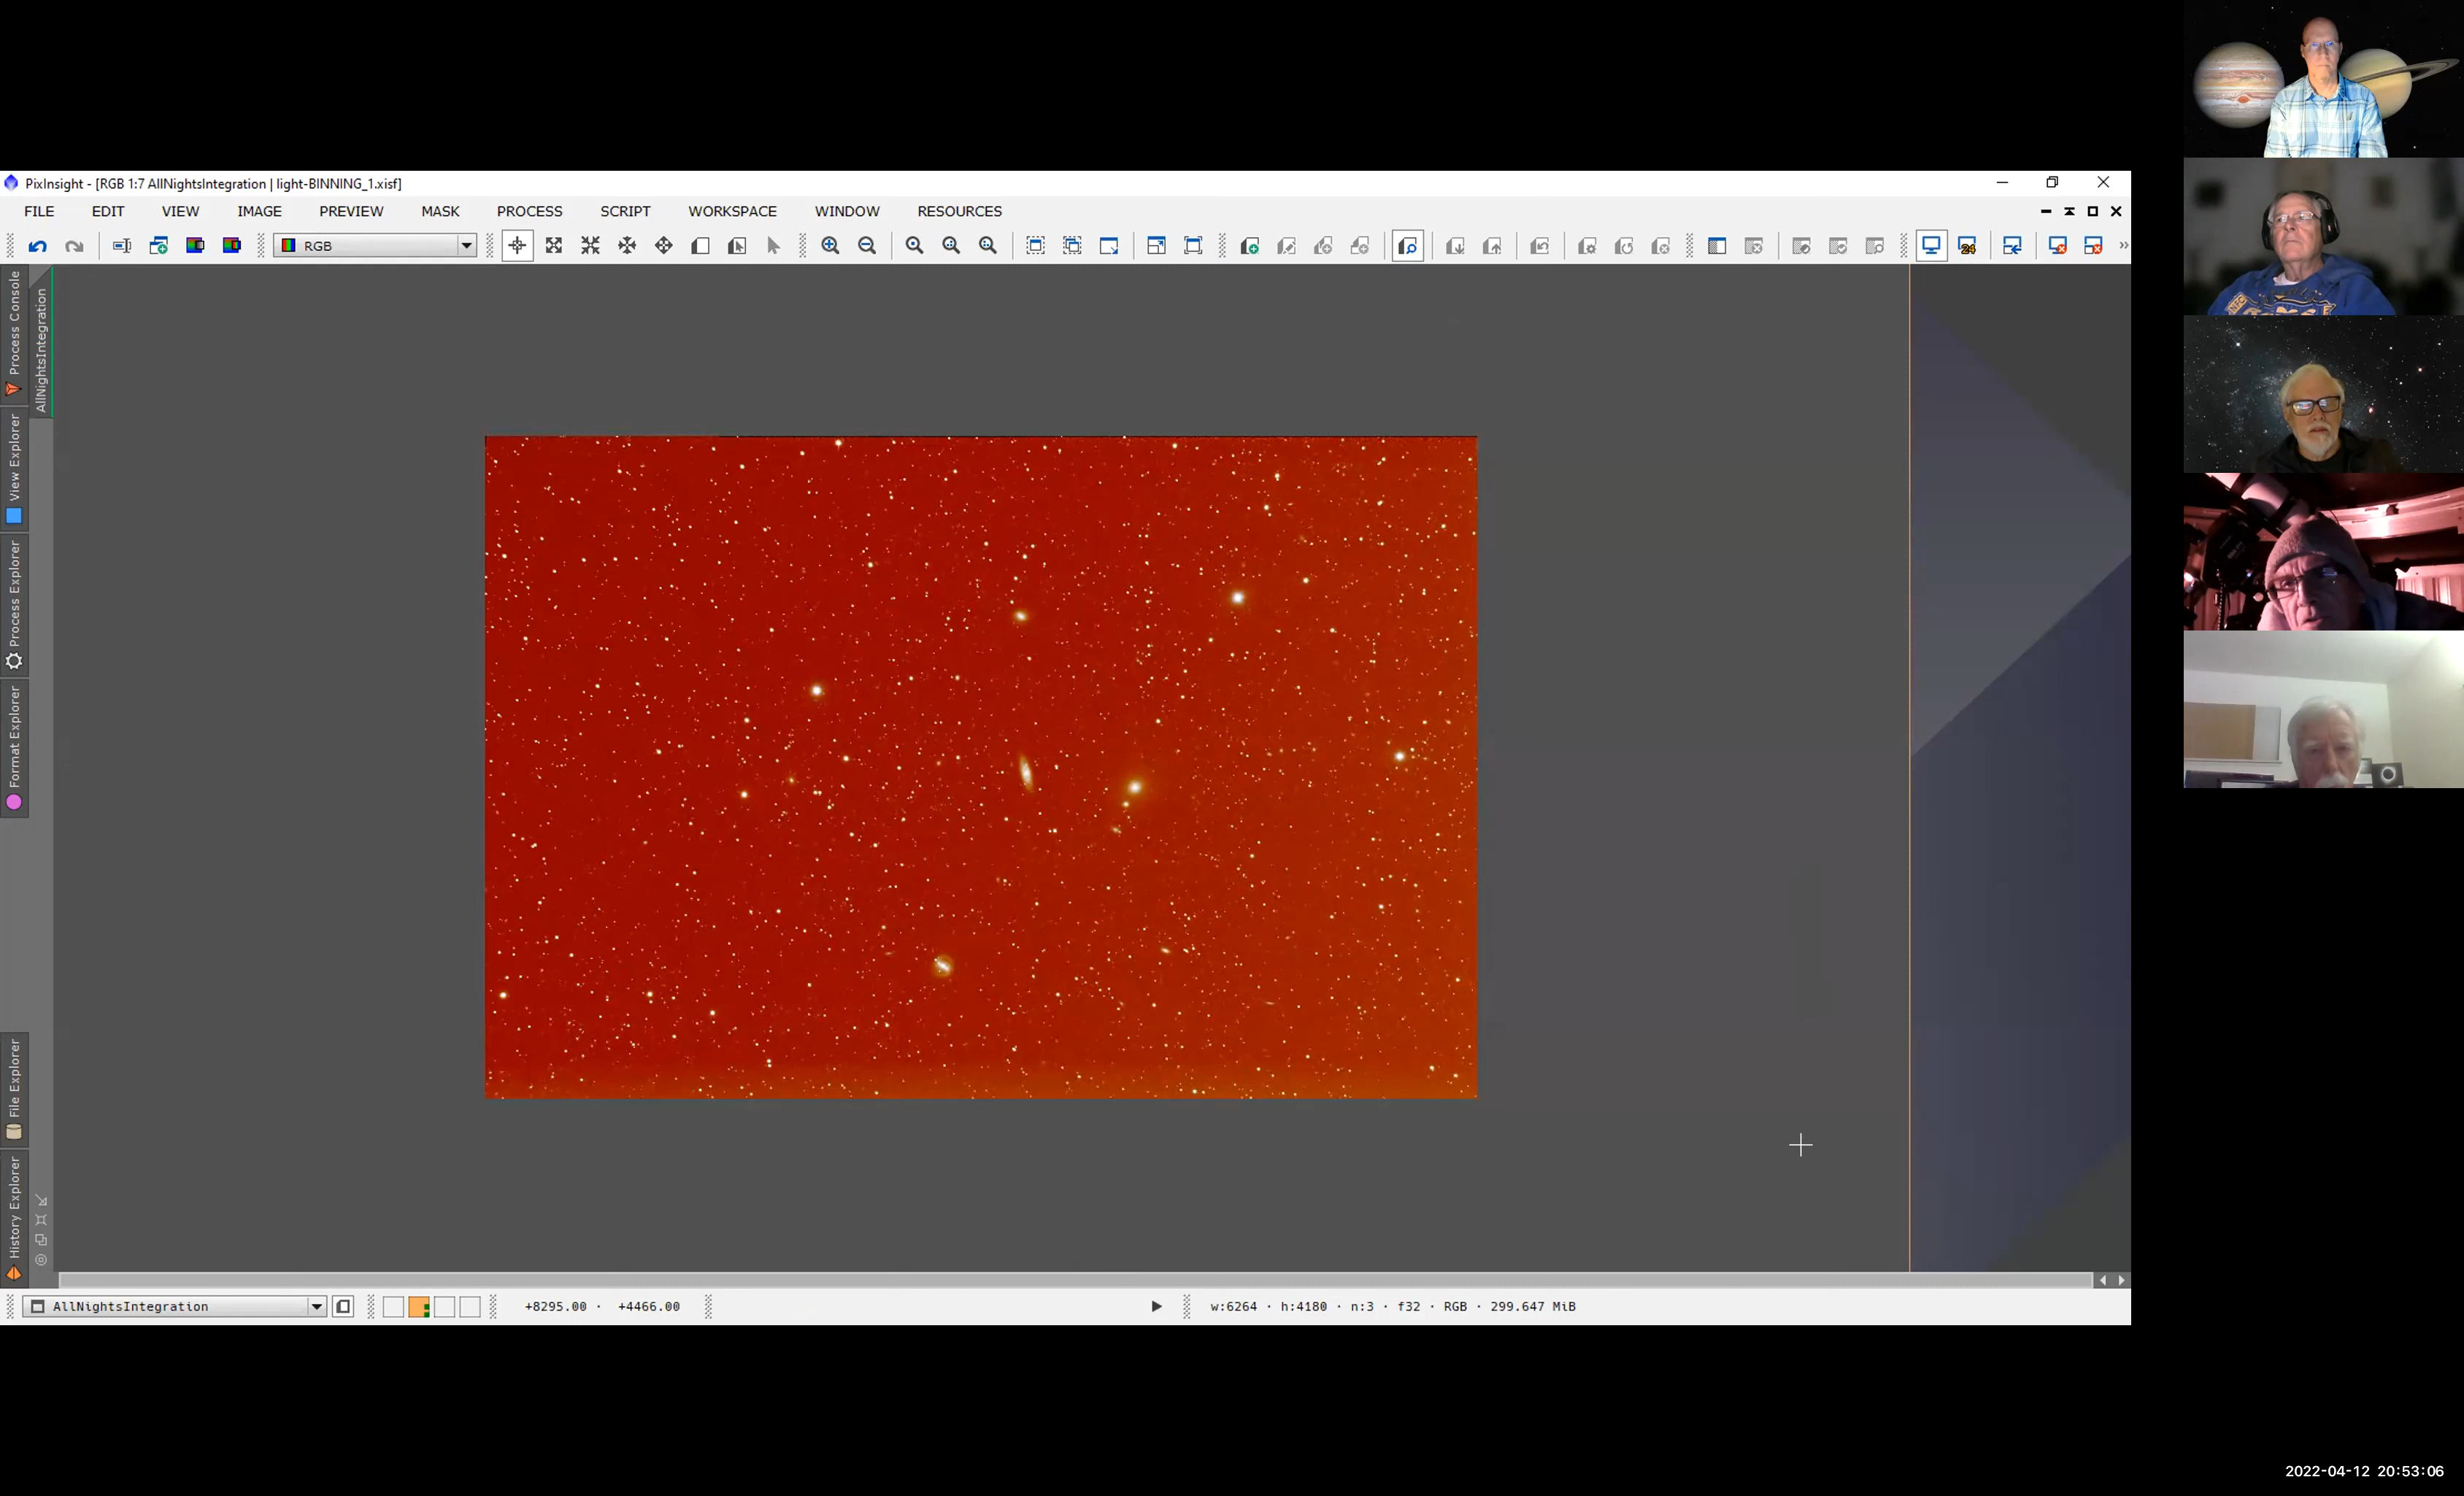 PixInsight - [RGB 1:7 AllNightsIntegration | light-BINNING_1.xisf]
FILE EDIT VIEW IMAGE PREVIEW MASK PROCESS SCRIPT WORKSPACE WINDOW RESOURCES
RGB
24
Process Console
AllNightsIntegration
View Explorer
Process Explorer
Format Explorer
File Explorer
History Explorer
AllNightsIntegration
+8295.00 · +4466.00
w:6264 · h:4180 · n:3 · f32 · RGB · 299.647 MiB
2022-04-12 20:53:06